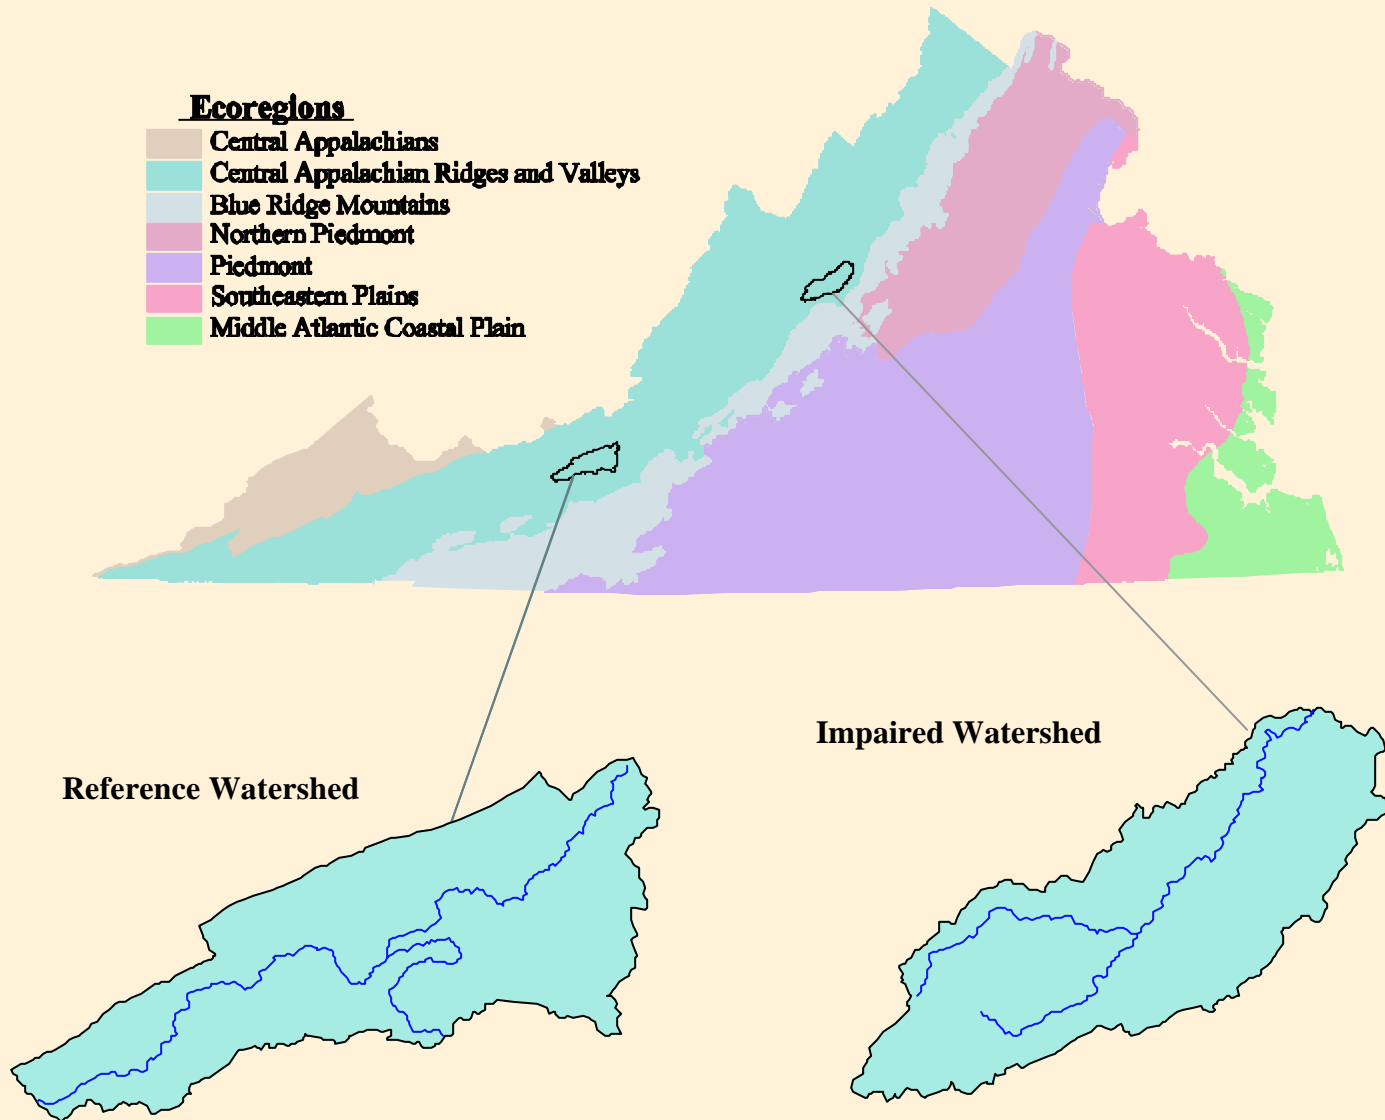 Ecoregions
Central Appalachians
Central Appalachian Ridges and Valleys
Blue Ridge Mountains
Northern Piedmont
Piedmont
Southeastern Plains
Middle Atlantic Coastal Plain
Impaired Watershed
Reference Watershed